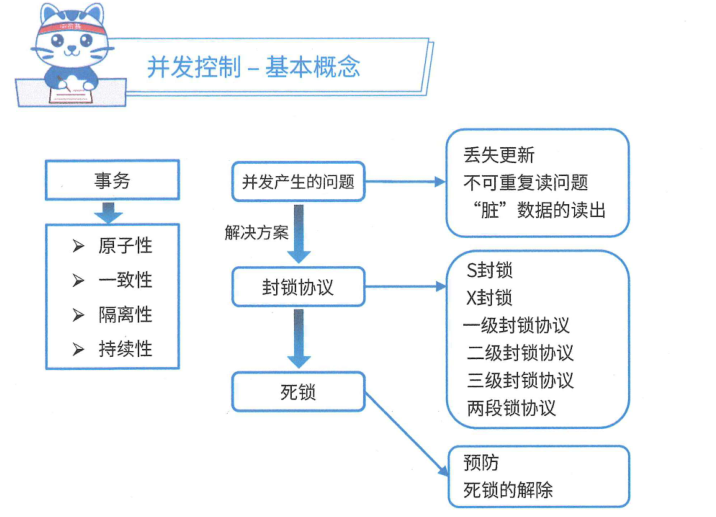 并发控制 – 基本概念
事务
原子性
一致性
隔离性
持续性
并发产生的问题
解决方案
封锁协议
死锁
丢失更新
不可重复读问题
“脏”数据的读出
S封锁
X封锁
一级封锁协议
二级封锁协议
三级封锁协议
两段锁协议
预防
死锁的解除